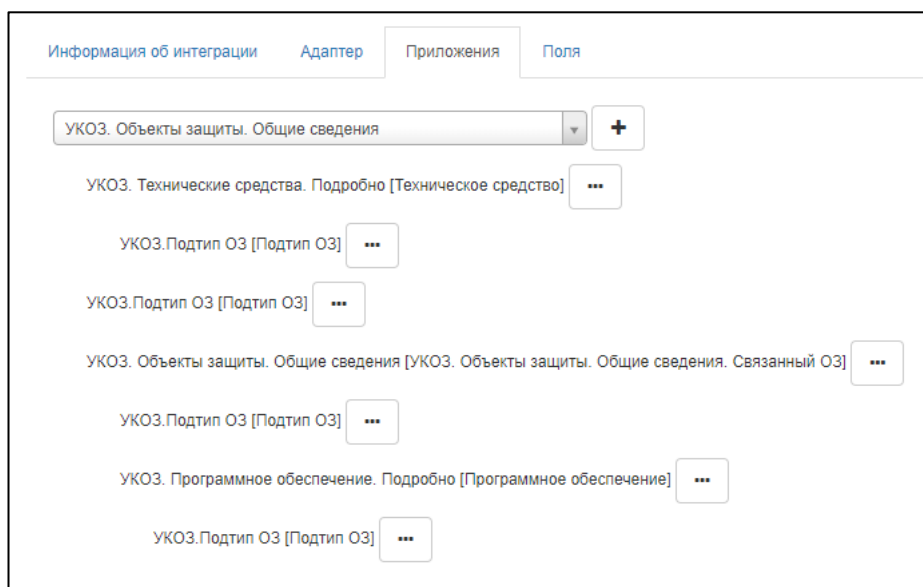 Информация об интеграции Адаптер Приложения Поля
УКОЗ. Объекты защиты. Общие сведения
УКОЗ. Технические средства. Подробно [Техническое средство]
УКОЗ.Подтип ОЗ [Подтип ОЗ]
УКОЗ.Подтип ОЗ [Подтип ОЗ]
УКОЗ. Объекты защиты. Общие сведения [УКОЗ. Объекты защиты. Общие сведения. Связанный ОЗ]
УКОЗ.Подтип ОЗ [Подтип ОЗ]
УКОЗ. Программное обеспечение. Подробно [Программное обеспечение]
УКОЗ.Подтип ОЗ [Подтип ОЗ]